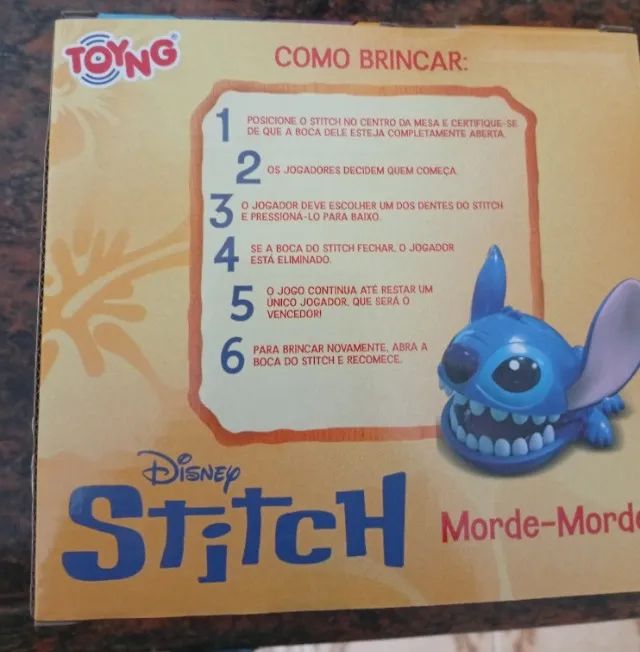 TOYNG
COMO BRINCAR:
1 POSICIONE O STITCH NO CENTRO DA MESA E CERTIFIQUE-SE
DE QUE A BOCA DELE ESTEJA COMPLETAMENTE ABERTA.
2 OS JOGADORES DECIDEM QUEM COMEÇA.
3 O JOGADOR DEVE ESCOLHER UM DOS DENTES DO STITCH
E PRESSIONÁ-LO PARA BAIXO.
4 SE A BOCA DO STITCH FECHAR, O JOGADOR
ESTÁ ELIMINADO.
5 O JOGO CONTINUA ATÉ RESTAR UM
ÚNICO JOGADOR, QUE SERÁ O
VENCEDOR!
6 PARA BRINCAR NOVAMENTE, ABRA A
BOCA DO STITCH E RECOMECE.
DISNEY
STITCH
Morde-Morde